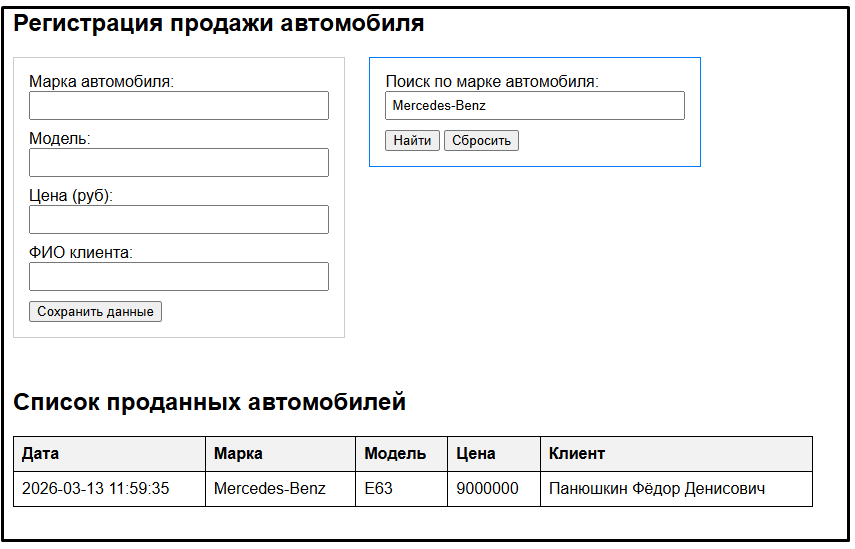 Регистрация продажи автомобиля
Марка автомобиля:
Модель:
Цена (руб):
ФИО клиента:
Сохранить данные
Поиск по марке автомобиля:
Mercedes-Benz
Найти Сбросить
Список проданных автомобилей
Дата Марка Модель Цена Клиент
2026-03-13 11:59:35 Mercedes-Benz E63 9000000 Панюшкин Фёдор Денисович